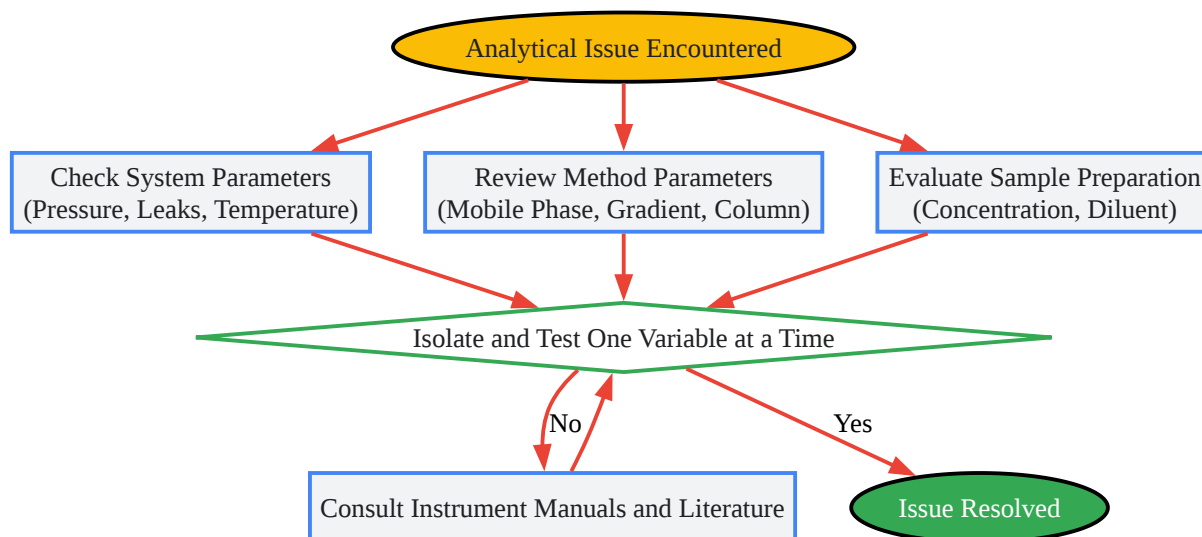 Analytical Issue Encountered
Check System Parameters
(Pressure, Leaks, Temperature)
Review Method Parameters
(Mobile Phase, Gradient, Column)
Evaluate Sample Preparation
(Concentration, Diluent)
Isolate and Test One Variable at a Time
No
Yes
Consult Instrument Manuals and Literature
Issue Resolved